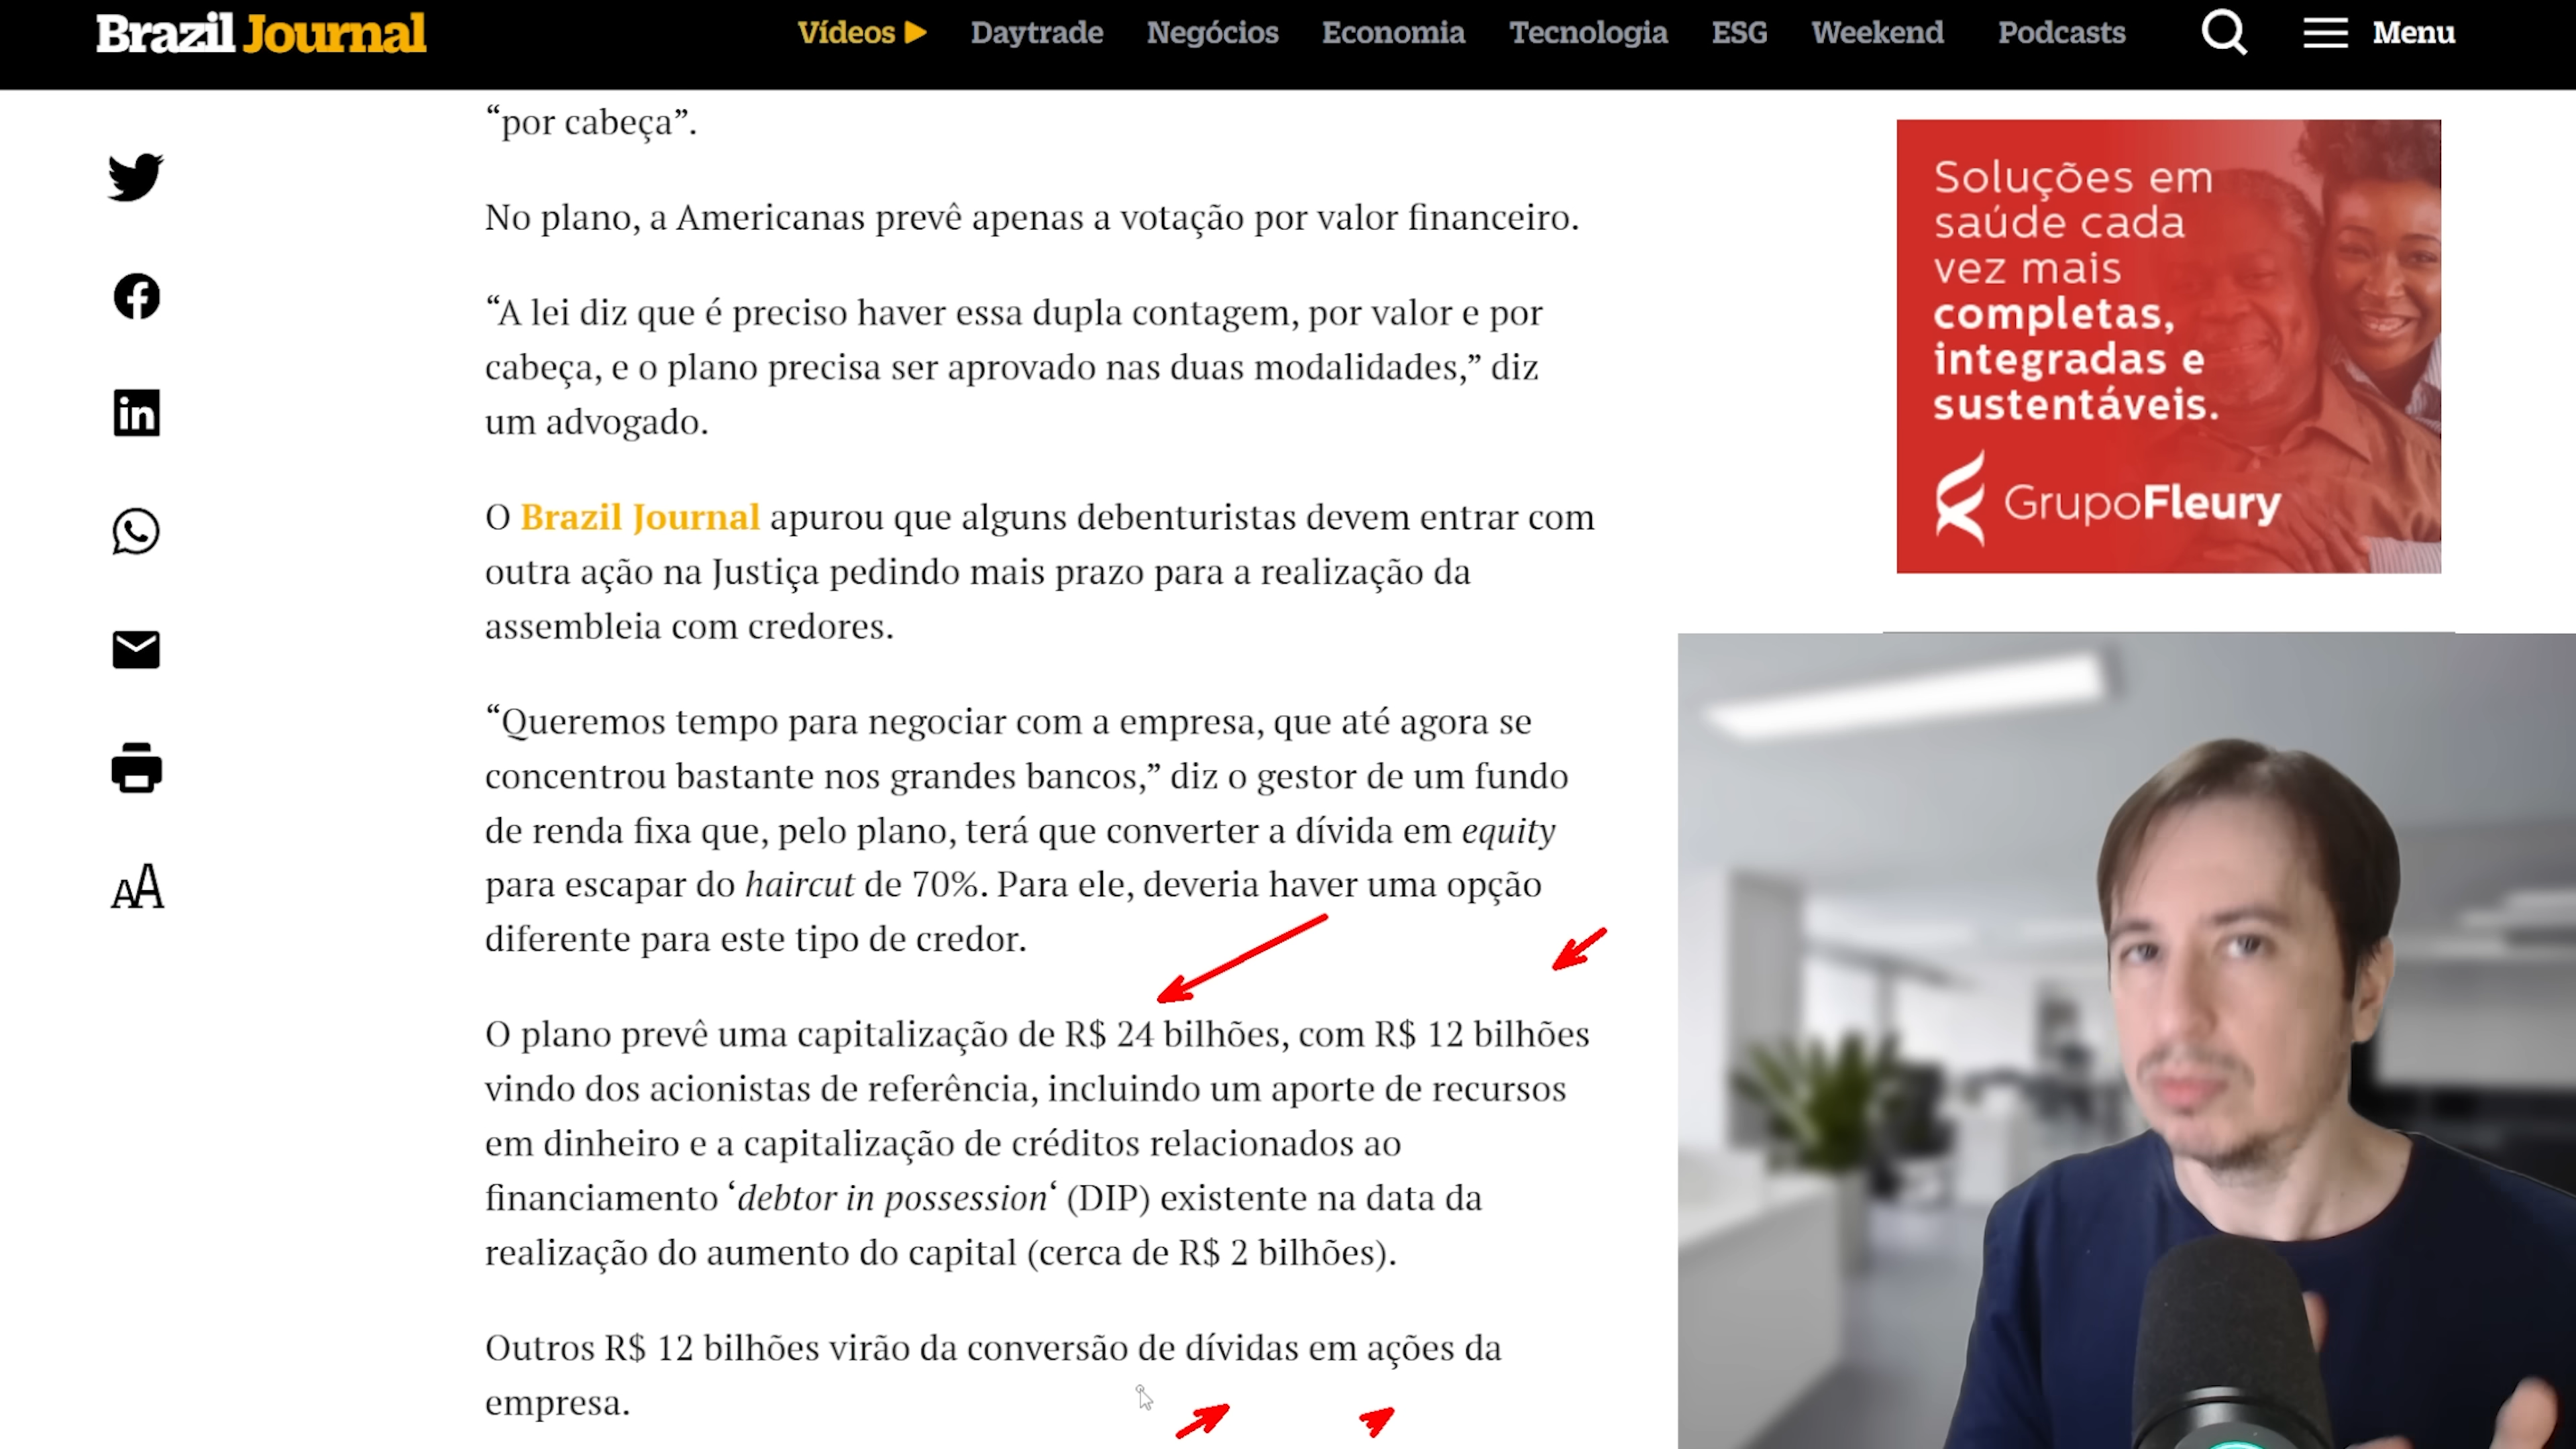 Brazil Journal
Vídeos
Daytrade
Negócios
Economia
Tecnologia
ESG
Weekend
Podcasts
Menu
“por cabeça”.
No plano, a Americanas prevê apenas a votação por valor financeiro.
“A lei diz que é preciso haver essa dupla contagem, por valor e por
cabeça, e o plano precisa ser aprovado nas duas modalidades,” diz
um advogado.
O Brazil Journal apurou que alguns debenturistas devem entrar com
outra ação na Justiça pedindo mais prazo para a realização da
assembleia com credores.
“Queremos tempo para negociar com a empresa, que até agora se
concentrou bastante nos grandes bancos,” diz o gestor de um fundo
de renda fixa que, pelo plano, terá que converter a dívida em equity
para escapar do haircut de 70%. Para ele, deveria haver uma opção
diferente para este tipo de credor.
O plano prevê uma capitalização de R$ 24 bilhões, com R$ 12 bilhões
vindo dos acionistas de referência, incluindo um aporte de recursos
em dinheiro e a capitalização de créditos relacionados ao
financiamento ‘debtor in possession‘ (DIP) existente na data da
realização do aumento do capital (cerca de R$ 2 bilhões).
Outros R$ 12 bilhões virão da conversão de dívidas em ações da
empresa.
Soluções em
saúde cada
vez mais
completas,
integradas e
sustentáveis.
GrupoFleury
in
AA